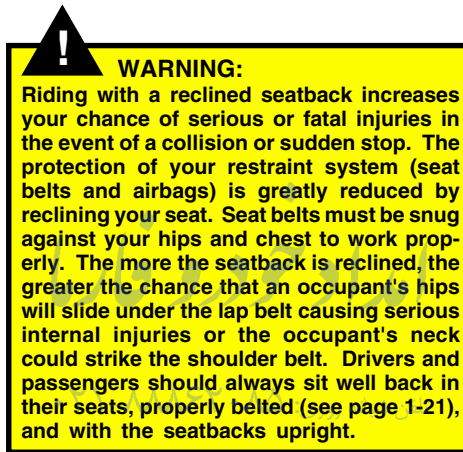 !
WARNING:
Riding with a reclined seatback increases
your chance of serious or fatal injuries in
the event of a collision or sudden stop. The
protection of your restraint system (seat
belts and airbags) is greatly reduced by
reclining your seat. Seat belts must be snug
against your hips and chest to work prop-
erly. The more the seatback is reclined, the
greater the chance that an occupant's hips
will slide under the lap belt causing serious
internal injuries or the occupant's neck
could strike the shoulder belt. Drivers and
passengers should always sit well back in
their seats, properly belted (see page 1-21),
and with the seatbacks upright.